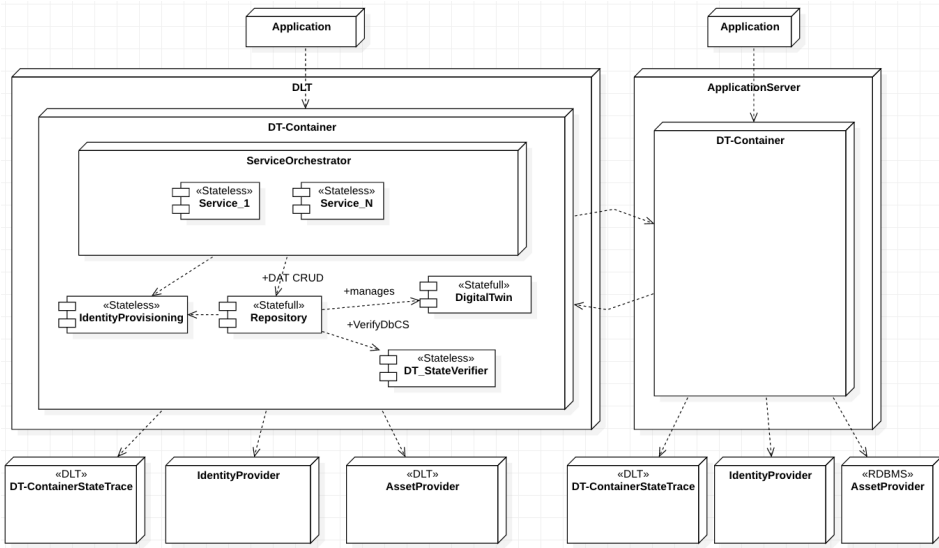 Application
Application
DLT
ApplicationServer
DT-Container
DT-Container
ServiceOrchestrator
«Stateless»
Service_1
«Stateless»
Service_N
+DAT CRUD
+manages
«Statefull»
DigitalTwin
«Stateless»
IdentityProvisioning
«Statefull»
Repository
+VerifyDbCS
«Stateless»
DT_StateVerifier
«DLT»
DT-ContainerStateTrace
IdentityProvider
«DLT»
AssetProvider
«DLT»
DT-ContainerStateTrace
IdentityProvider
«RDBMS»
AssetProvider